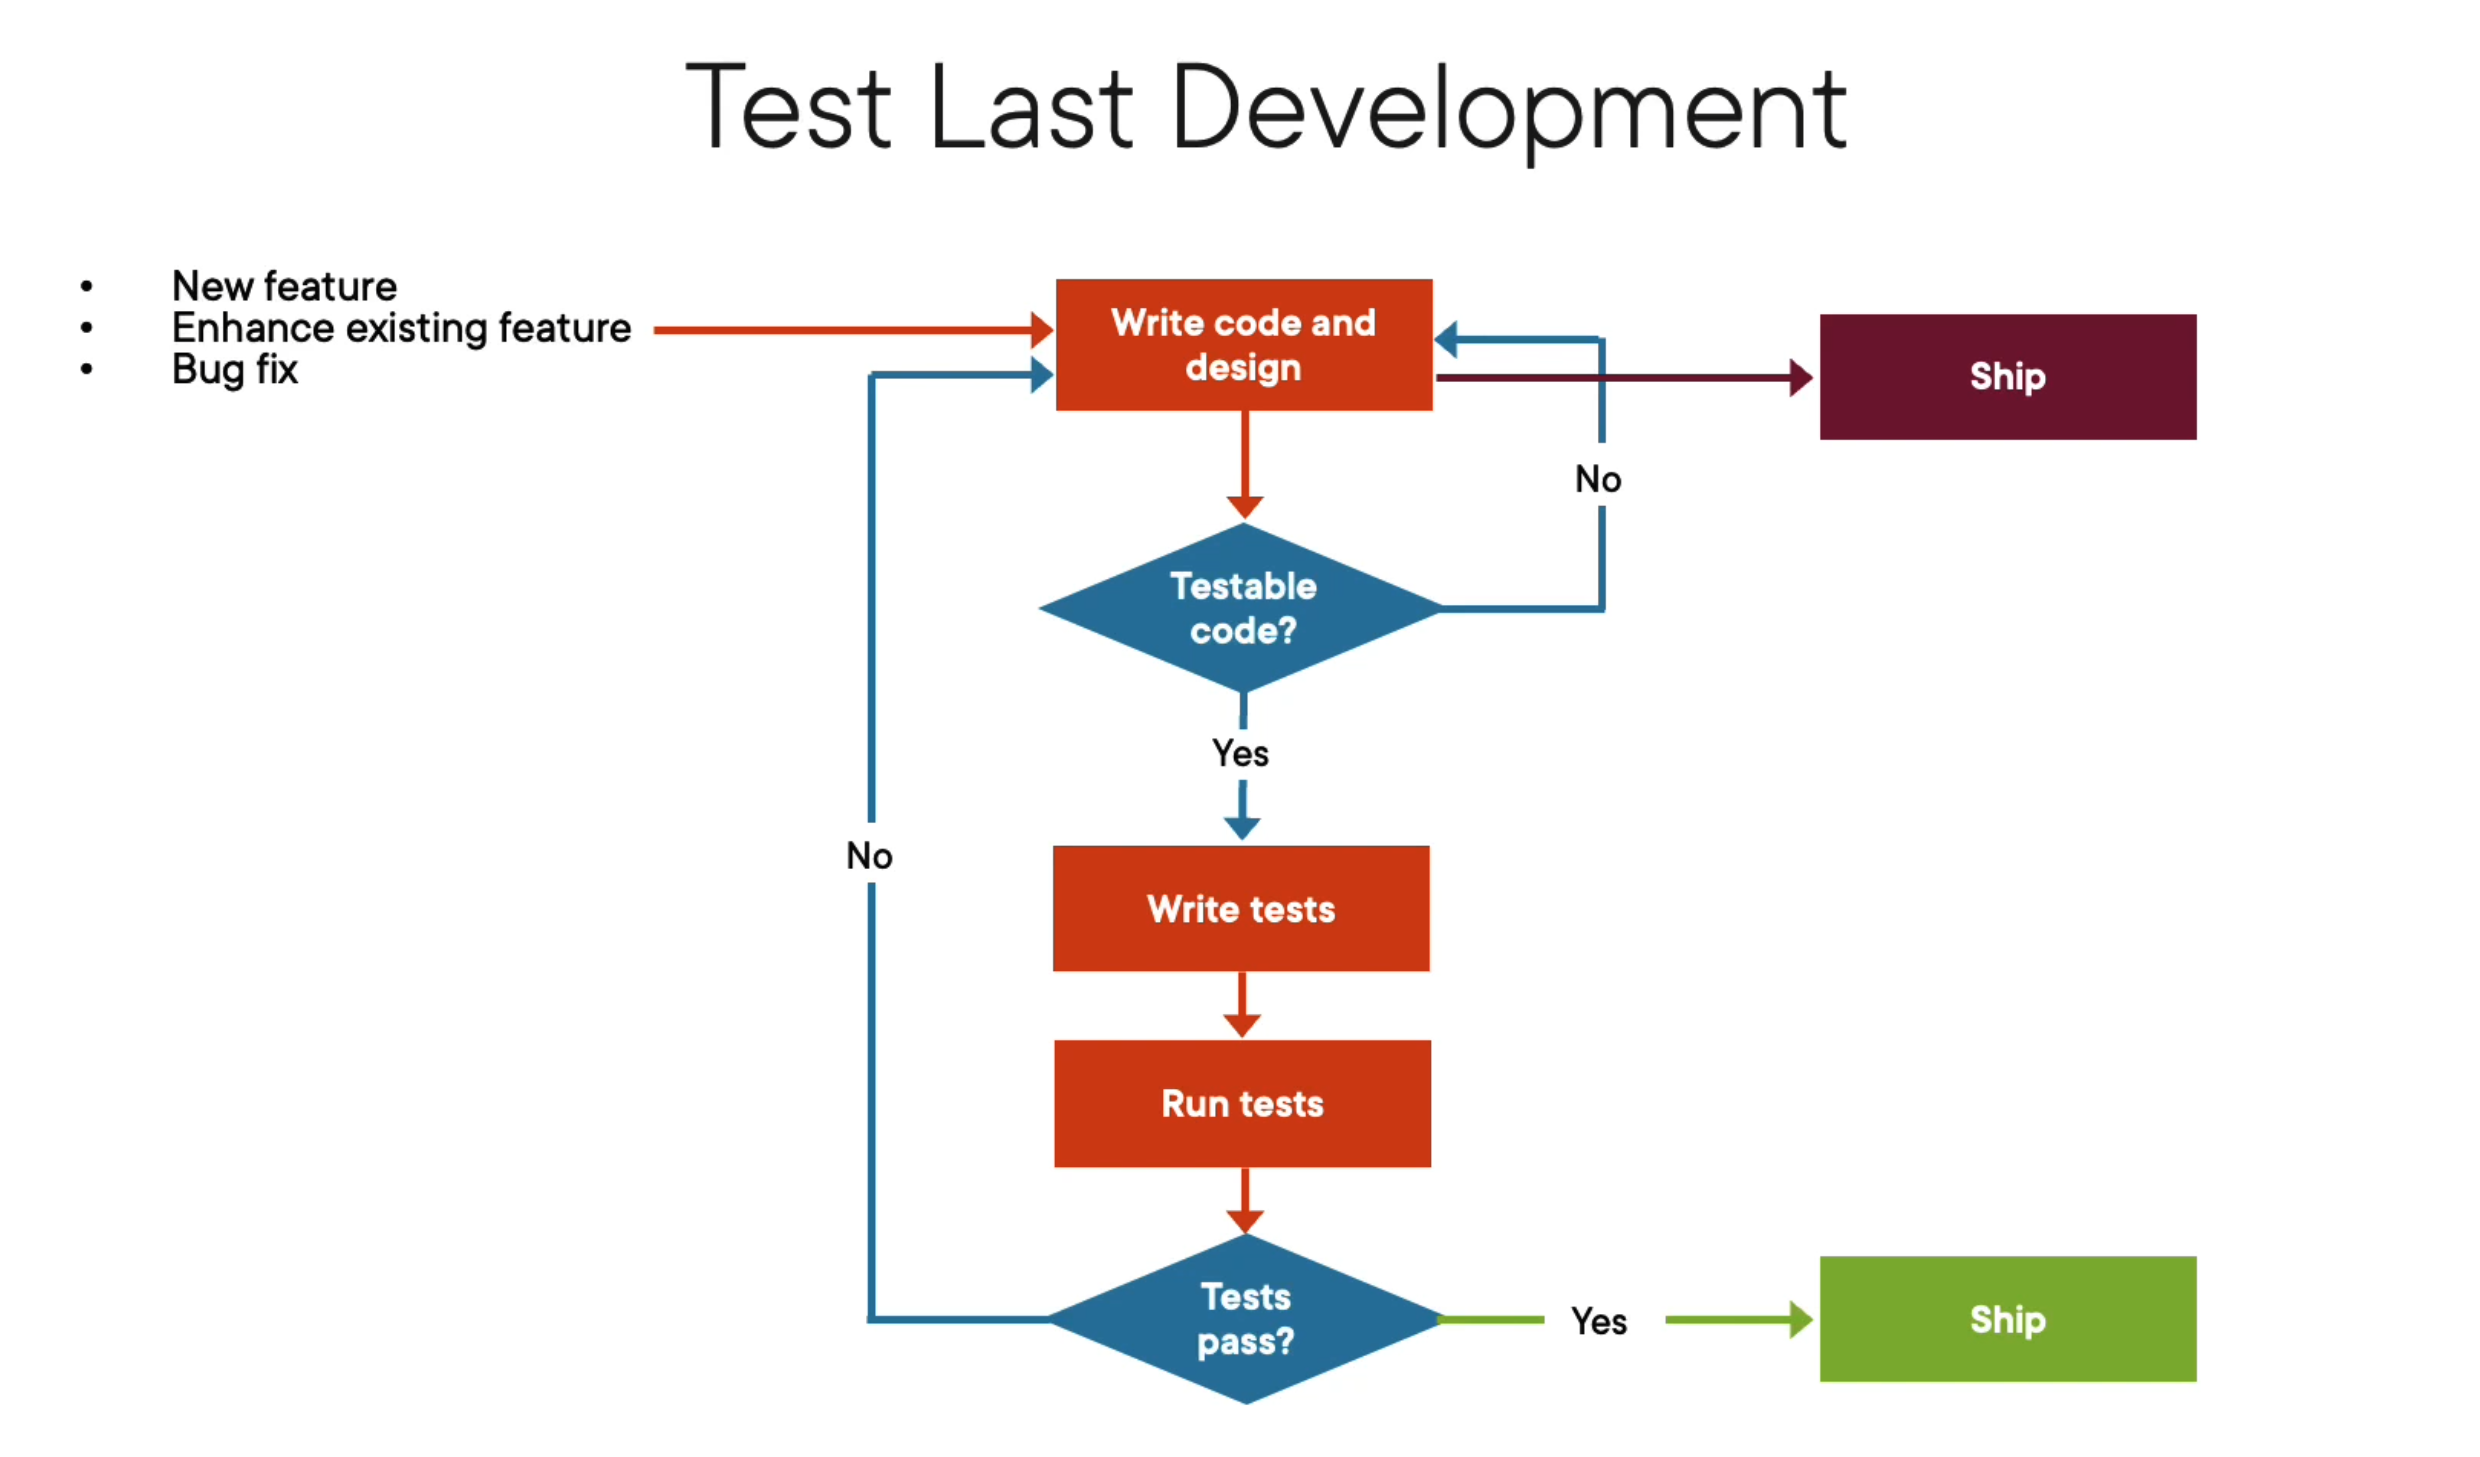 Test Last Development
• New feature
• Enhance existing feature
• Bug fix
Write code and
design
Ship
No
Testable
code?
Yes
No
Write tests
Run tests
Tests
pass?
Yes
Ship